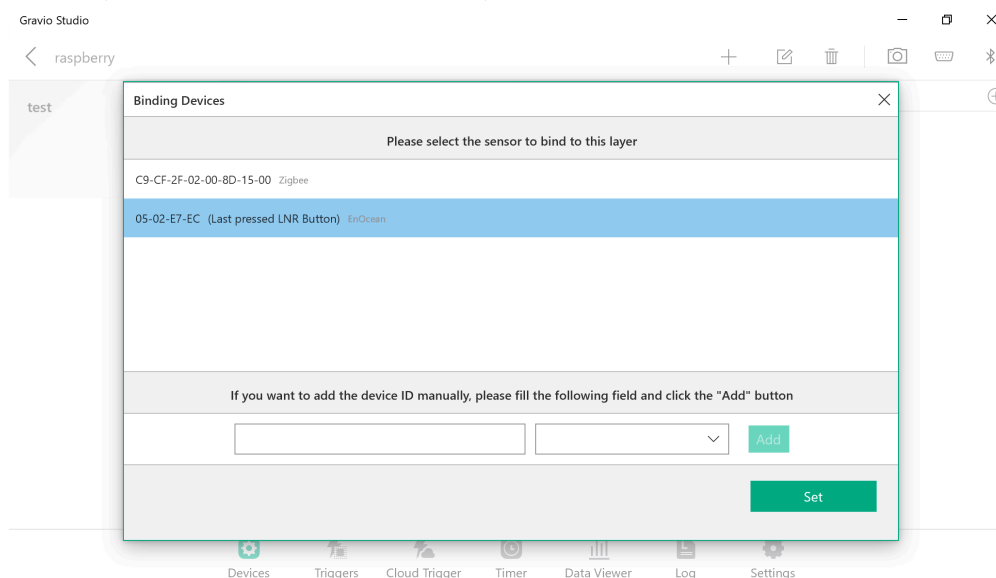 Gravio Studio
raspberry
test
Binding Devices
Please select the sensor to bind to this layer
C9-CF-2F-02-00-8D-15-00 Zigbee
05-02-E7-EC (Last pressed LNR Button) EnOcean
If you want to add the device ID manually, please fill the following field and click the "Add" button
Add
Set
Devices Triggers Cloud Trigger Timer Data Viewer Log Settings